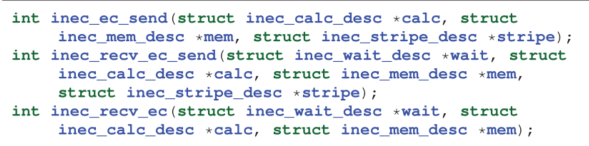 int inec_ec_send(struct inec_calc_desc *calc, struct
inec_mem_desc *mem, struct inec_stripe_desc *stripe);
int inec_recv_ec_send(struct inec_wait_desc *wait, struct
inec_calc_desc *calc, struct inec_mem_desc *mem,
struct inec_stripe_desc *stripe);
int inec_recv_ec(struct inec_wait_desc *wait, struct
inec_calc_desc *calc, struct inec_mem_desc *mem);